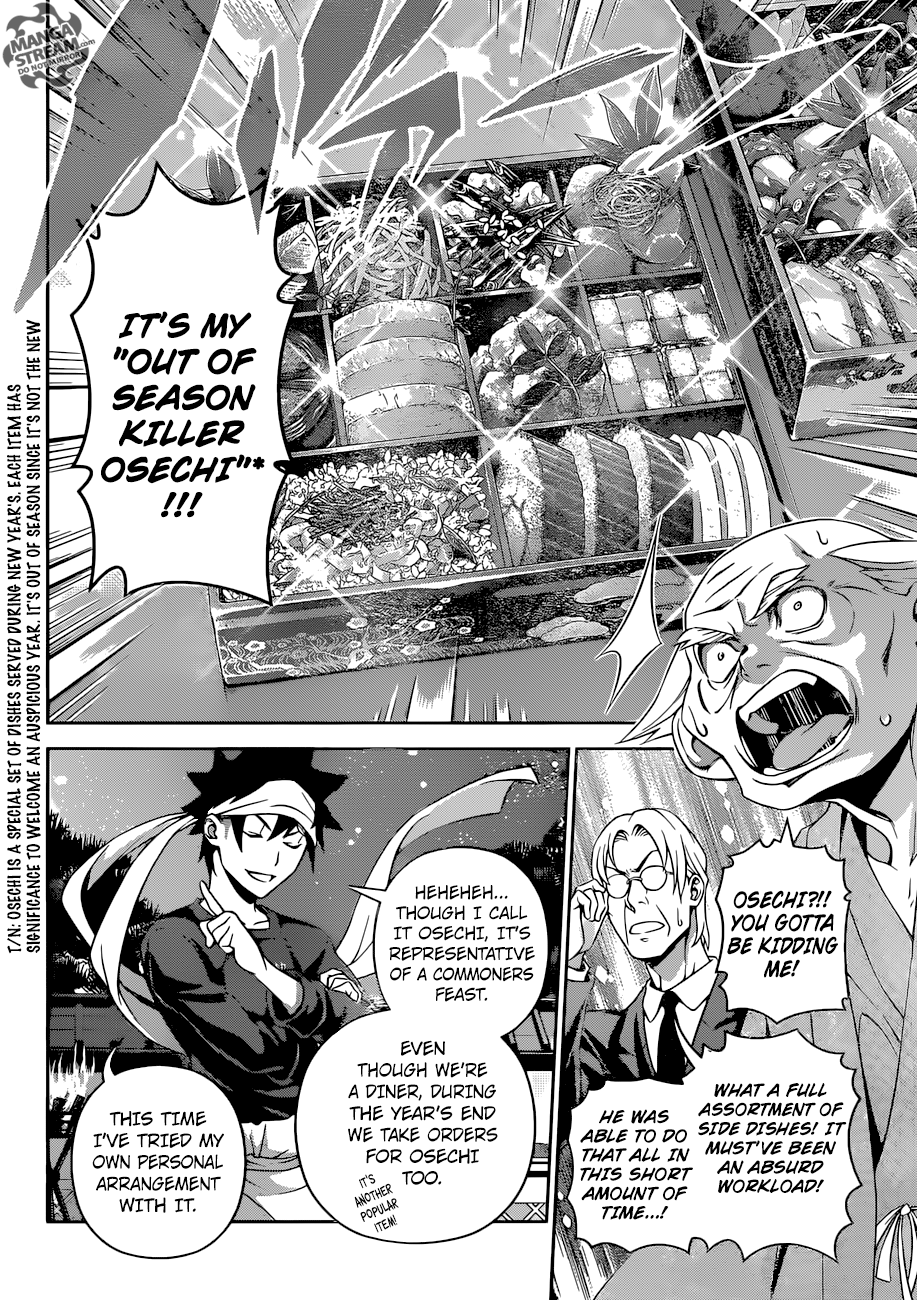 MANGA
STREAM
DO NOT MIRROR
IT'S MY
"OUT OF
SEASON
KILLER
OSECHI"*
!!!
T/N: OSECHI IS A SPECIAL SET OF DISHES SERVED DURING NEW YEAR'S. EACH ITEM HAS
SIGNIFICANCE TO WELCOME AN AUSPICIOUS YEAR. IT'S OUT OF SEASON SINCE IT'S NOT THE NEW
OSECHI?!!
YOU GOTTA
BE KIDDING
ME!
WHAT A FULL
ASSORTMENT OF
SIDE DISHES! IT
MUST'VE BEEN
AN ABSURD
WORKLOAD!
HE WAS
ABLE TO DO
THAT ALL IN
THIS SHORT
AMOUNT OF
TIME...!
HEHEHEH...
THOUGH I CALL
IT OSECHI, IT'S
REPRESENTATIVE
OF A COMMONERS
FEAST.
EVEN
THOUGH WE'RE
A DINER, DURING
THE YEAR'S END
WE TAKE ORDERS
FOR OSECHI
TOO.
IT'S
ANOTHER
POPULAR
ITEM!
THIS TIME
I'VE TRIED MY
OWN PERSONAL
ARRANGEMENT
WITH IT.